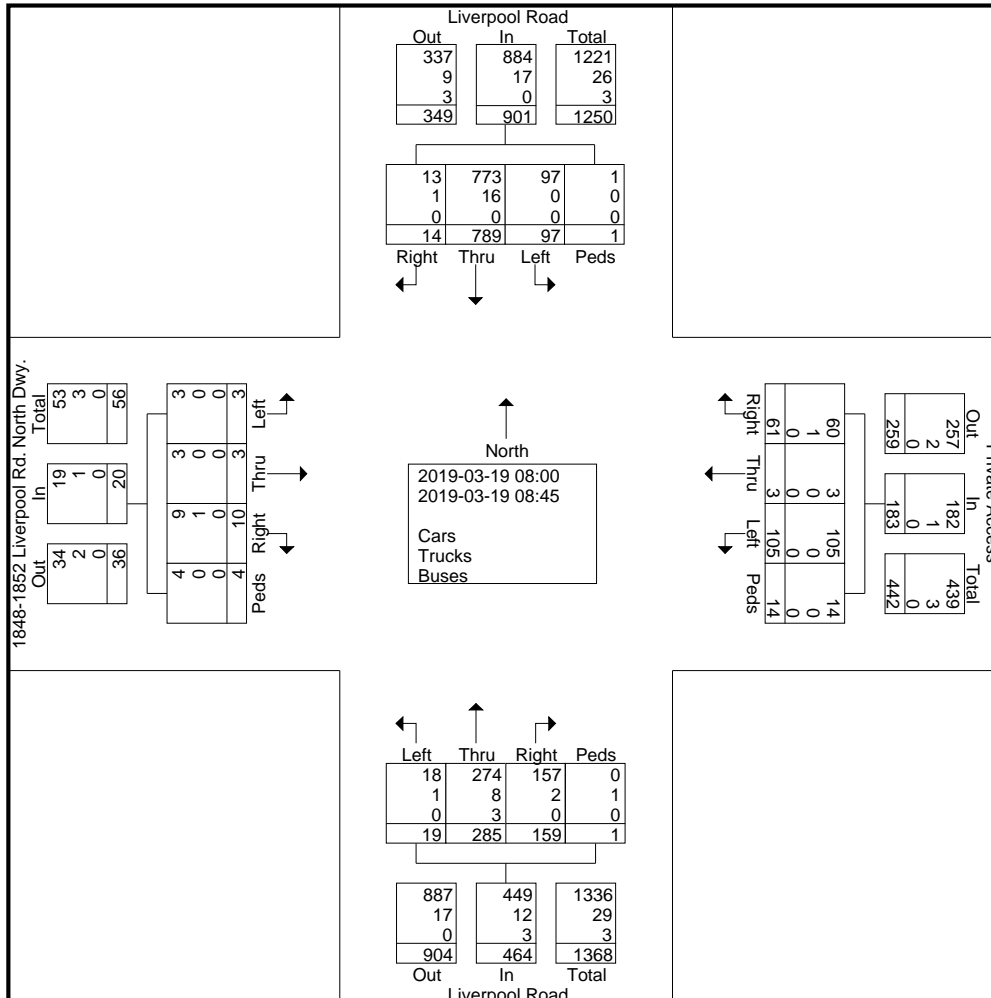 Liverpool Road
Out In Total
337 884 1221
9 17 26
3 0 3
349 901 1250
13 773 97 1
1 16 0 0
0 0 0 0
14 789 97 1
Right Thru Left Peds
1848-1852 Liverpool Rd. North Dwy.
Total
53 3 0 56
In
19 1 0 20
Out
34 2 0 36
3 0 0 3
Left
3 0 0 3
Thru
9 1 0 10
Right
4 0 0 4
Peds
North
2019-03-19 08:00
2019-03-19 08:45
Cars
Trucks
Buses
Right
60 1 0 61
Thru
3 0 0 3
Left
105 0 0 105
Peds
14 0 0 14
Private Access
Out
257 2 0 259
In
182 1 0 183
Total
439 3 0 442
Left Thru Right Peds
18 274 157 0
1 8 2 1
0 3 0 0
19 285 159 1
887 449 1336
17 12 29
0 3 3
904 464 1368
Out In Total
Liverpool Road